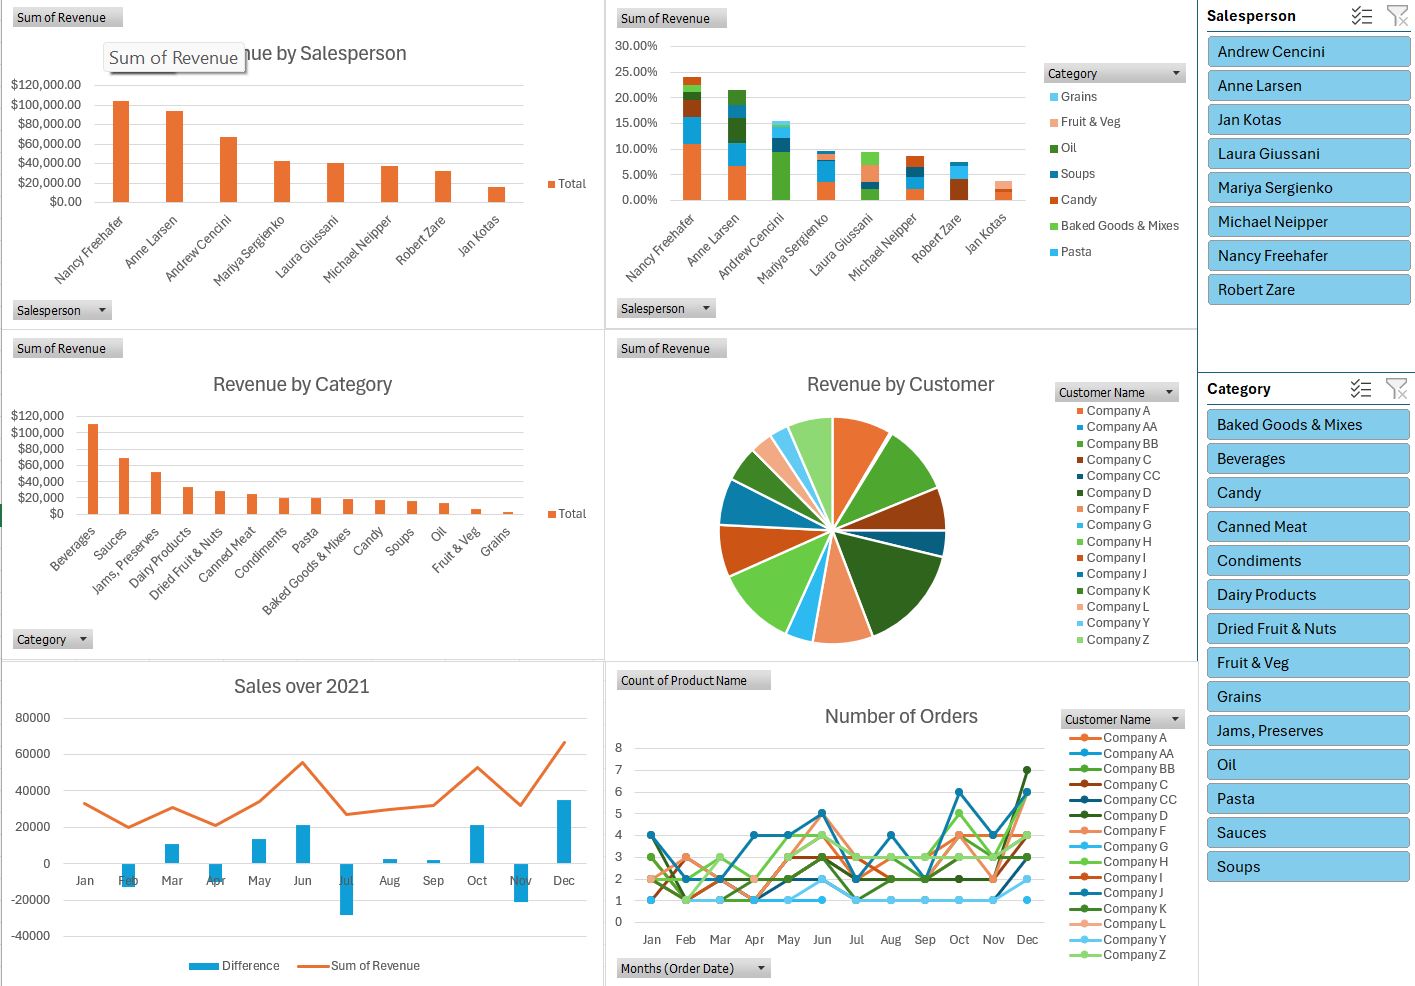 Sum of Revenue
Sum of Revenue
nue by Salesperson
$120,000.00
$100,000.00
$80,000.00
$60,000.00
$40,000.00
$20,000.00
$0.00
Total
Nancy Freehafer
Anne Larsen
Andrew Cencini
Mariya Sergienko
Laura Giussani
Michael Neipper
Robert Zare
Jan Kotas
Salesperson
Sum of Revenue
30.00%
25.00%
20.00%
15.00%
10.00%
5.00%
0.00%
Nancy Freehafer
Anne Larsen
Andrew Cencini
Mariya Sergienko
Laura Giussani
Michael Neipper
Robert Zare
Jan Kotas
Category
Grains
Fruit & Veg
Oil
Soups
Candy
Baked Goods & Mixes
Pasta
Salesperson
Salesperson
Andrew Cencini
Anne Larsen
Jan Kotas
Laura Giussani
Mariya Sergienko
Michael Neipper
Nancy Freehafer
Robert Zare
Sum of Revenue
Revenue by Category
$120,000
$100,000
$80,000
$60,000
$40,000
$20,000
$0
Total
Beverages
Sauces
Jams, Preserves
Dairy Products
Dried Fruit & Nuts
Canned Meat
Condiments
Pasta
Baked Goods & Mixes
Candy
Soups
Oil
Fruit & Veg
Grains
Category
Sum of Revenue
Revenue by Customer
Customer Name
Company A
Company AA
Company BB
Company C
Company CC
Company D
Company F
Company G
Company H
Company I
Company J
Company K
Company L
Company Y
Company Z
Category
Baked Goods & Mixes
Beverages
Candy
Canned Meat
Condiments
Dairy Products
Dried Fruit & Nuts
Fruit & Veg
Grains
Jams, Preserves
Oil
Pasta
Sauces
Soups
Sales over 2021
80000
60000
40000
20000
0
-20000
-40000
Jan Feb Mar Apr May Jun Jul Aug Sep Oct Nov Dec
Difference Sum of Revenue
Count of Product Name
Number of Orders
8
7
6
5
4
3
2
1
0
Jan Feb Mar Apr May Jun Jul Aug Sep Oct Nov Dec
Customer Name
Company A
Company AA
Company BB
Company C
Company CC
Company D
Company F
Company G
Company H
Company I
Company J
Company K
Company L
Company Y
Company Z
Months (Order Date)